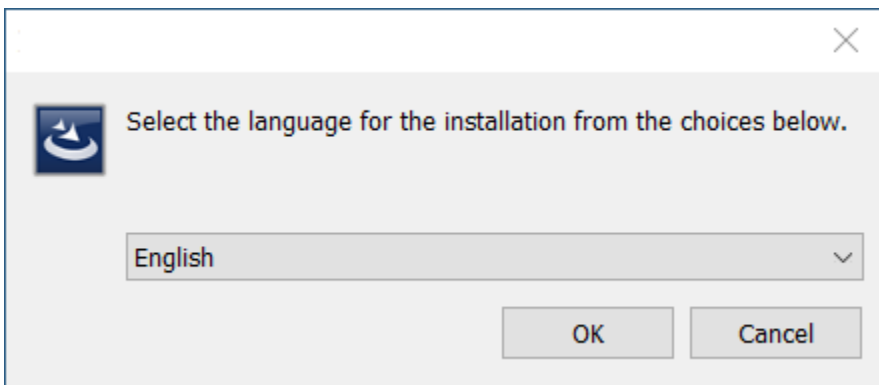 Select the language for the installation from the choices below.
English
OK
Cancel